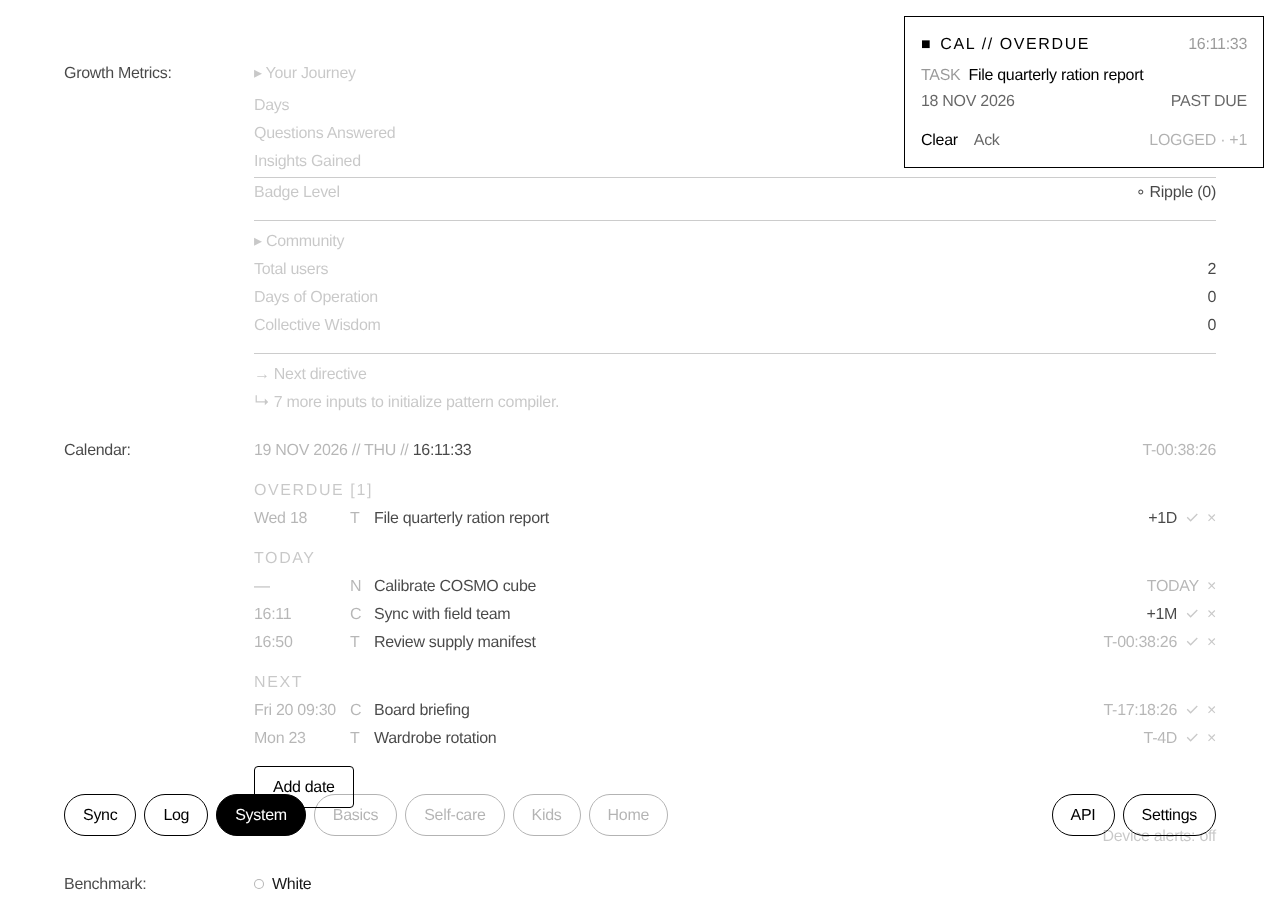 ■ CAL // OVERDUE 16:11:33
TASK File quarterly ration report
18 NOV 2026 PAST DUE
Clear Ack LOGGED · +1
Growth Metrics: ▸ Your Journey
Days
Questions Answered
Insights Gained
Badge Level ∘ Ripple (0)
▸ Community
Total users 2
Days of Operation 0
Collective Wisdom 0
→ Next directive
↳ 7 more inputs to initialize pattern compiler.
Calendar: 19 NOV 2026 // THU // 16:11:33 T-00:38:26
OVERDUE [1]
Wed 18 T File quarterly ration report +1D ✓ ×
TODAY
— N Calibrate COSMO cube TODAY ×
16:11 C Sync with field team +1M ✓ ×
16:50 T Review supply manifest T-00:38:26 ✓ ×
NEXT
Fri 20 09:30 C Board briefing T-17:18:26 ✓ ×
Mon 23 T Wardrobe rotation T-4D ✓ ×
Add date
Sync Log System Basics Self-care Kids Home API Settings
Device alerts: off
Benchmark: ○ White